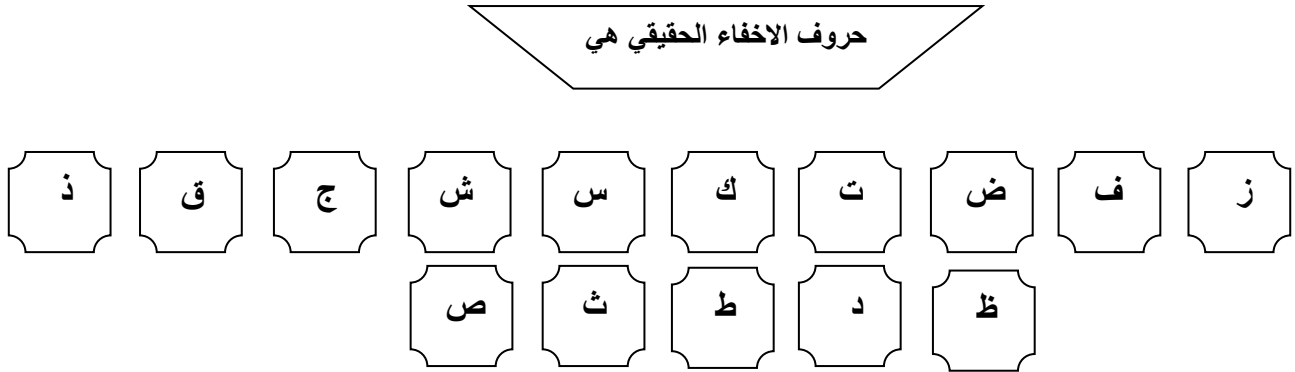 حروف الاخفاء الحقيقي هي
ز ف ض ت ك س ش ج ق ذ
ظ د ط ث ص